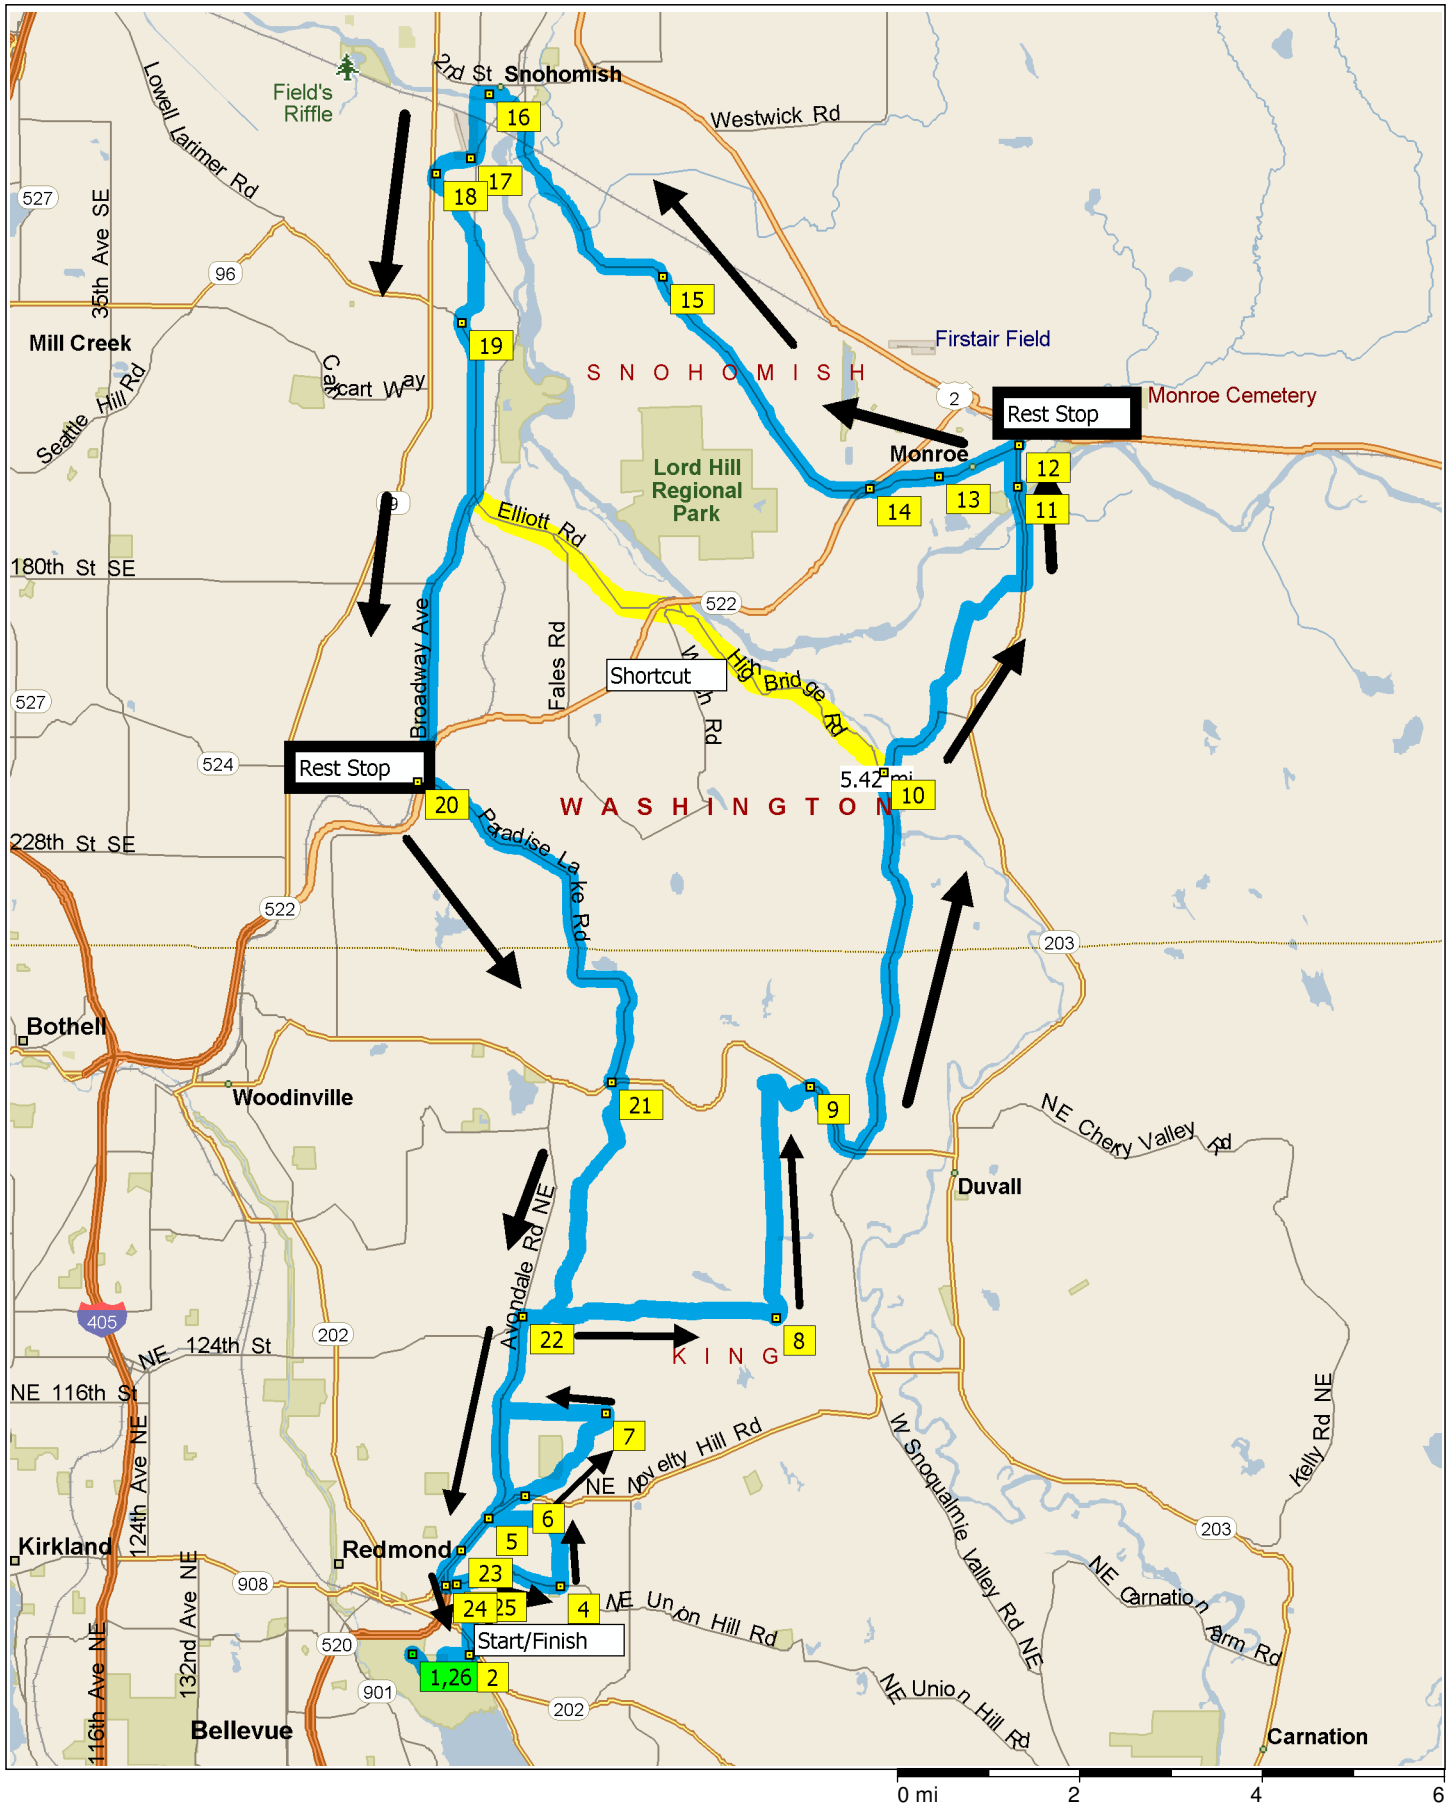 2nd St
Snohomish
Field's
Riffle
Lowell Larimer Rd
16
Westwick Rd
17
18
527
35th Ave SE
96
15
Mill Creek
19
Firstair Field
SNOHOMISH
Cathcart Way
Seattle Hill Rd
2
Rest Stop
Monroe Cemetery
Monroe
12
Lord Hill
Regional
Park
13
11
14
9
Elliott Rd
180th St SE
522
Broadway Ave
Fales Rd
Shortcut
High Bridge Rd
527
524
Rest Stop
5.42 mi
10
20
WASHINGTON
Paradise Lake Rd
228th St SE
522
203
Bothell
Woodinville
21
9
NE Cherry Valley Rd
Duvall
Avondale Rd NE
405
202
NE 124th St
22
8
KING
NE 116th St
124th Ave NE
7
NE Novelty Hill Rd
Kelly Rd NE
W Snoqualmie Valley Rd NE
6
5
203
Kirkland
Redmond
23
908
132nd Ave NE
24
25
4
NE Union Hill Rd
NE Carnation Farm Rd
116th Ave NE
520
Start/Finish
1,26
2
901
202
NE Union Hill Rd
Bellevue
Carnation
0 mi
2
4
6